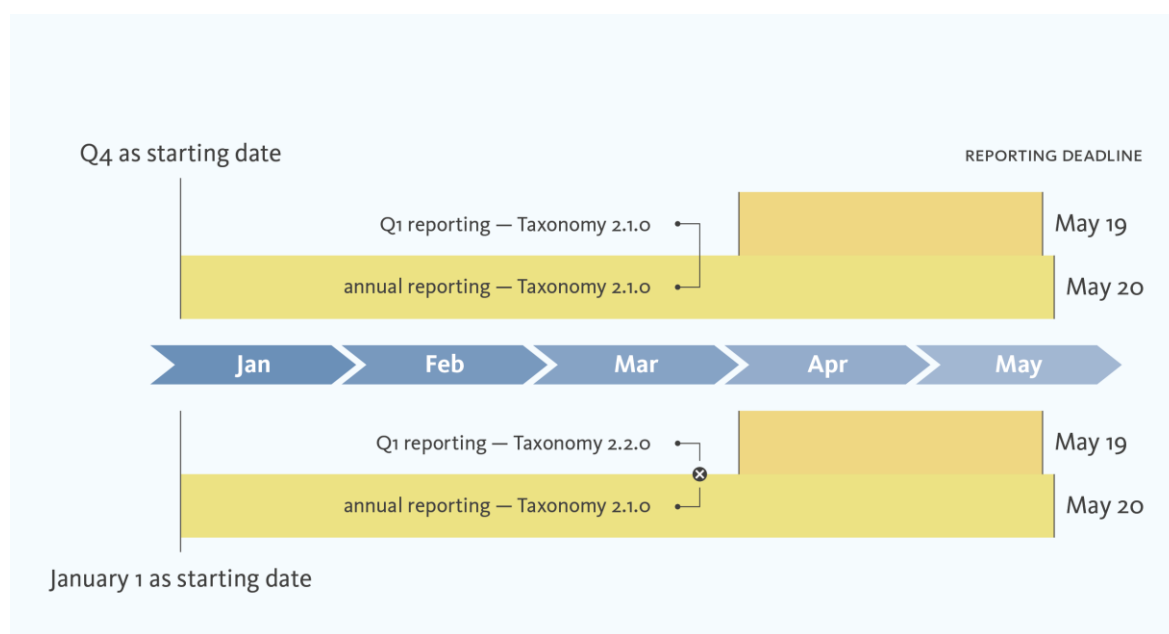 Q4 as starting date
REPORTING DEADLINE
Q1 reporting — Taxonomy 2.1.0
May 19
annual reporting — Taxonomy 2.1.0
May 20
Jan Feb Mar Apr May
Q1 reporting — Taxonomy 2.2.0
May 19
annual reporting — Taxonomy 2.1.0
May 20
January 1 as starting date